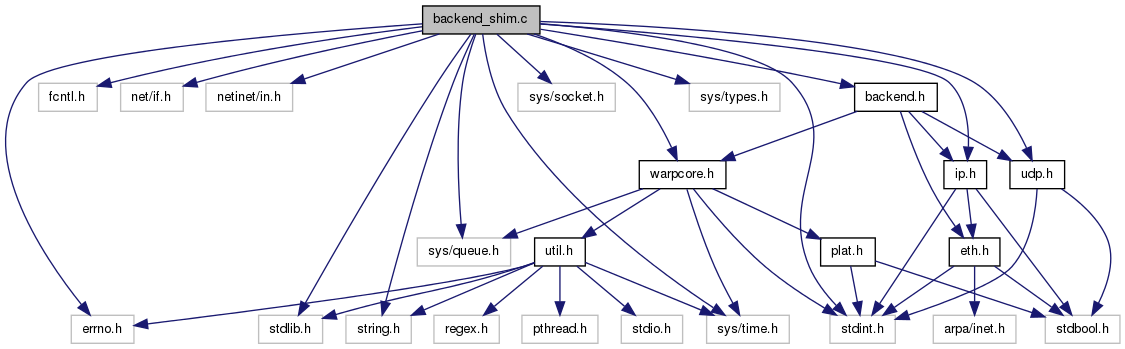 backend_shim.c
fcntl.h
net/if.h
netinet/in.h
sys/socket.h
sys/types.h
backend.h
warpcore.h
ip.h
udp.h
sys/queue.h
util.h
plat.h
eth.h
errno.h
stdlib.h
string.h
regex.h
pthread.h
stdio.h
sys/time.h
stdint.h
arpa/inet.h
stdbool.h